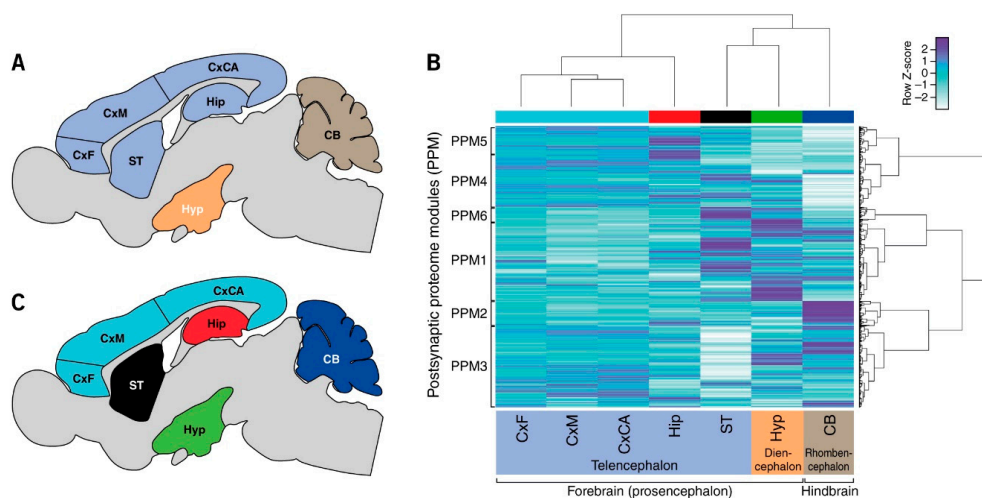 A
CxCA
CxM
Hip
CxF
ST
CB
Hyp
C
CxCA
CxM
Hip
CxF
ST
CB
Hyp
B
Row Z-score
2
1
0
−1
−2
Postsynaptic proteome modules (PPM)
PPM5
PPM4
PPM6
PPM1
PPM2
PPM3
CxF
CxM
CxCA
Hip
ST
Hyp
CB
Telencephalon
Dien-
cephalon
Rhomben-
cephalon
Forebrain (prosencephalon)
Hindbrain